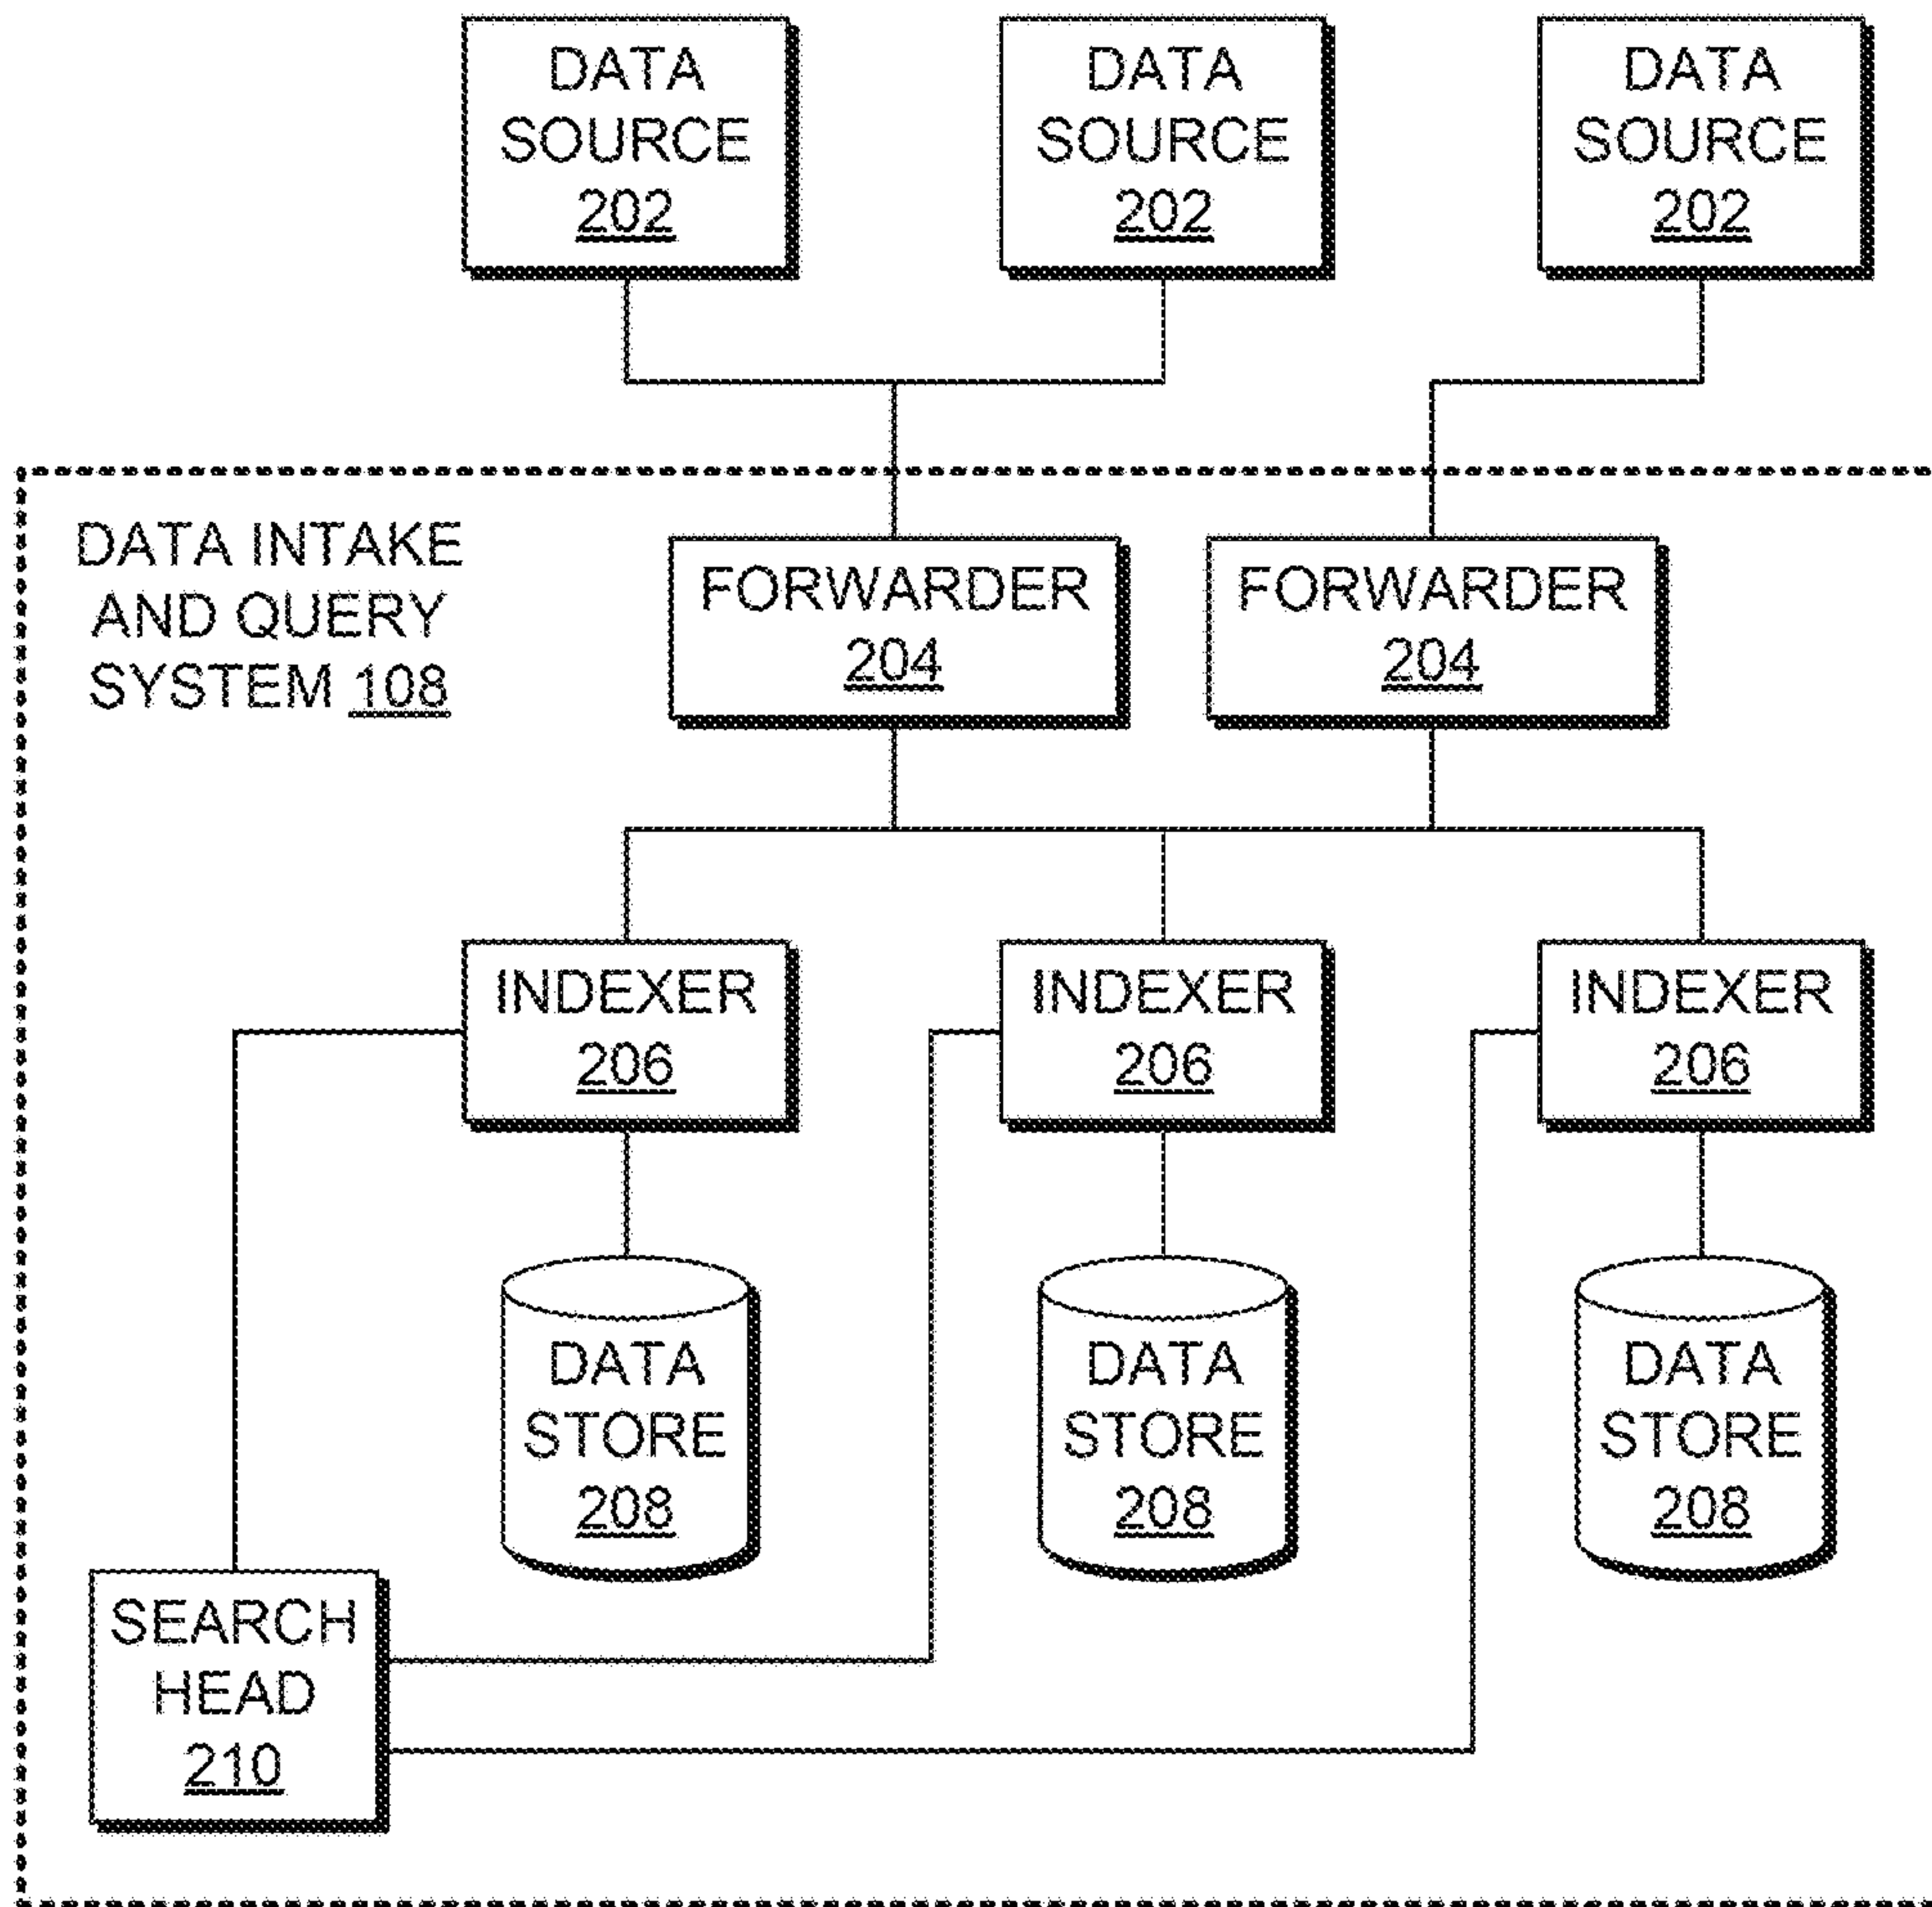 DATA
SOURCE
202
DATA
SOURCE
202
DATA
SOURCE
202
DATA INTAKE
AND QUERY
SYSTEM 108
FORWARDER
204
FORWARDER
204
INDEXER
206
INDEXER
206
INDEXER
206
DATA
STORE
208
DATA
STORE
208
DATA
STORE
208
SEARCH
HEAD
210